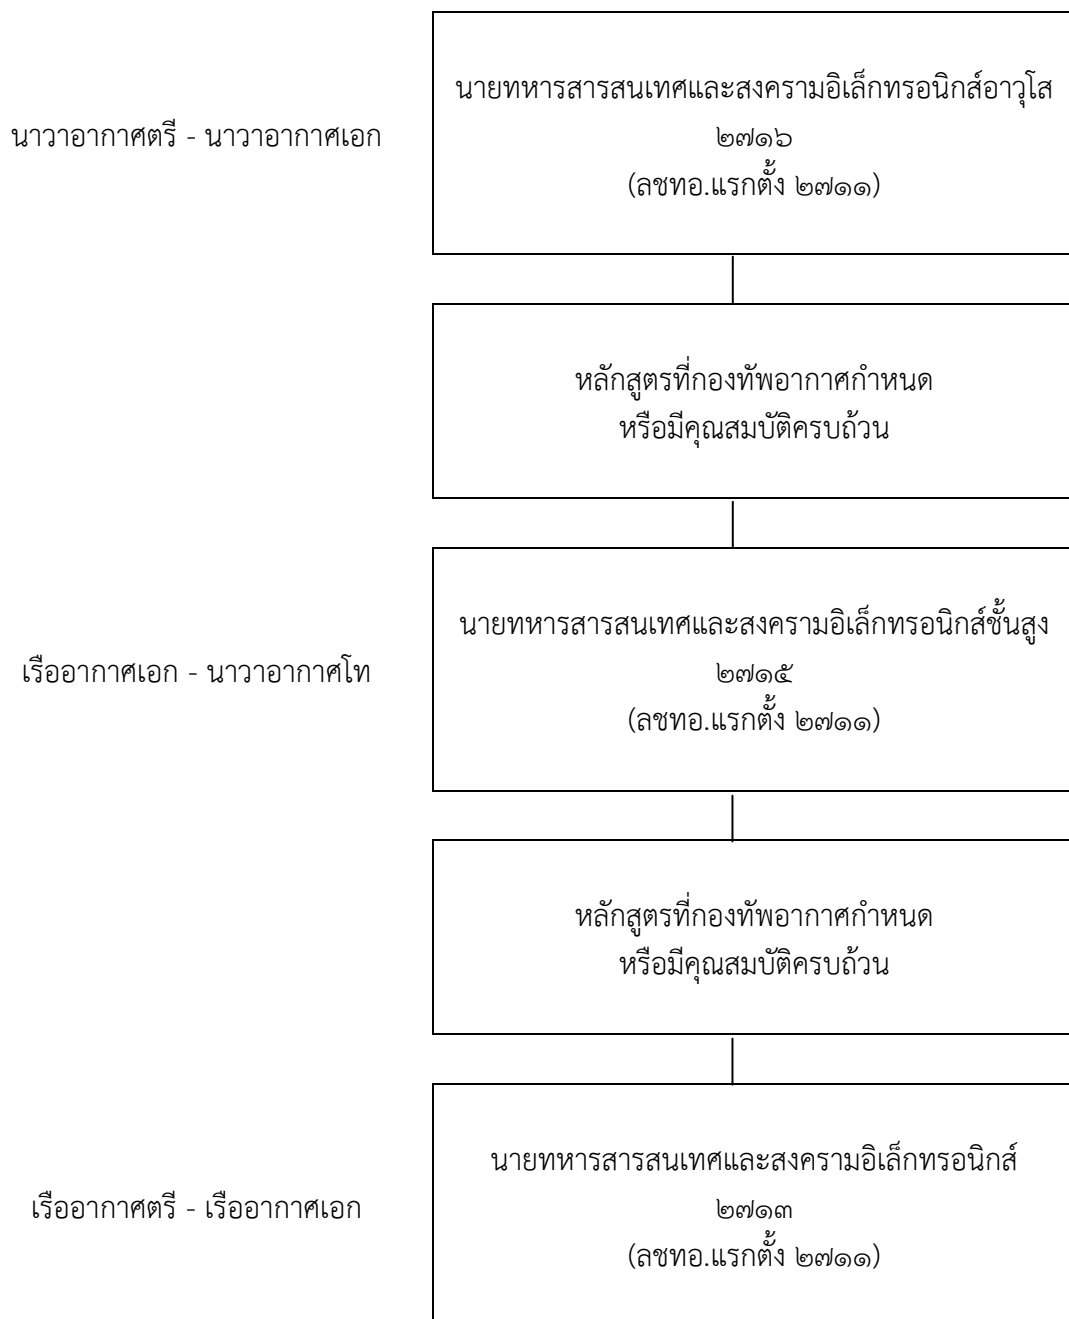 นายทหารสารสนเทศและสงครามอิเล็กทรอนิกส์อาวุโส
นาวาอากาศตรี - นาวาอากาศเอก
๒๗๑๖
(ลชทอ.แรกตั้ง ๒๗๑๑)
หลักสูตรที่กองทัพอากาศกำหนด
หรือมีคุณสมบัติครบถ้วน
นายทหารสารสนเทศและสงครามอิเล็กทรอนิกส์ชั้นสูง
เรืออากาศเอก - นาวาอากาศโท
๒๗๑๕
(ลชทอ.แรกตั้ง ๒๗๑๑)
หลักสูตรที่กองทัพอากาศกำหนด
หรือมีคุณสมบัติครบถ้วน
นายทหารสารสนเทศและสงครามอิเล็กทรอนิกส์
เรืออากาศตรี - เรืออากาศเอก
๒๗๑๓
(ลชทอ.แรกตั้ง ๒๗๑๑)